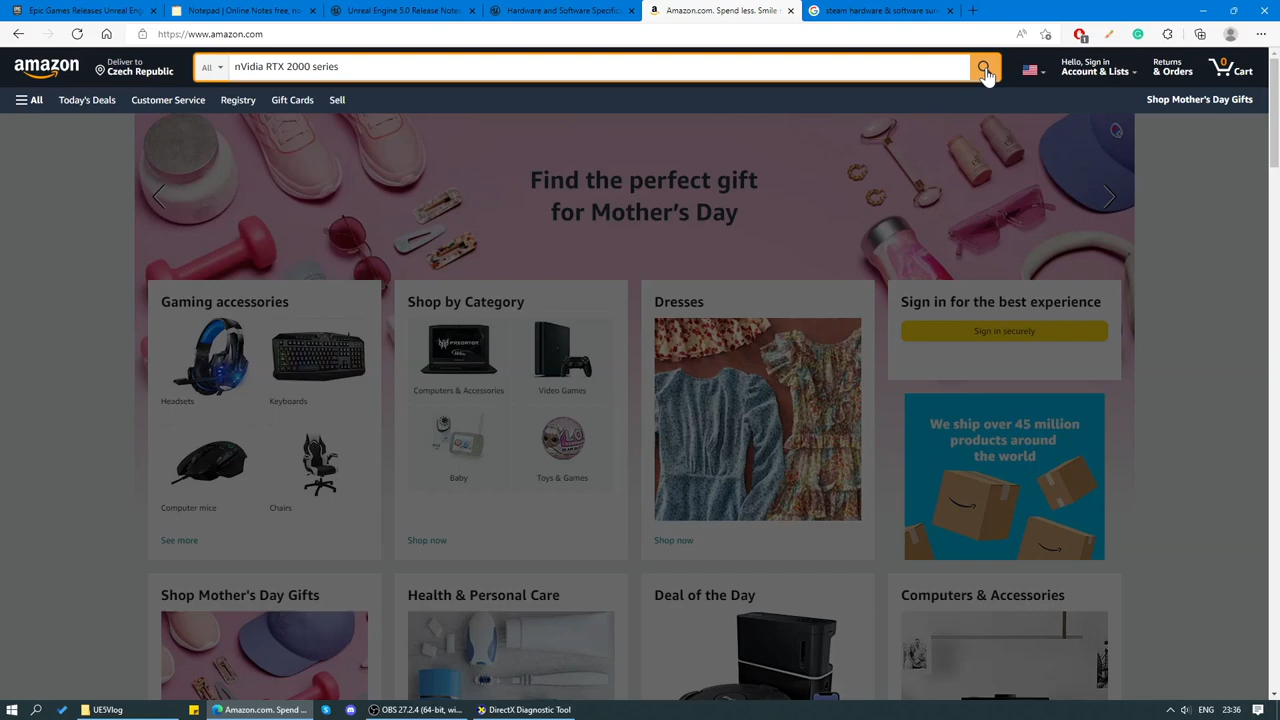 Epic Games Releases Unreal Eng
Notepad | Online Notes free, no
Unreal Engine 5.0 Release Notes
Hardware and Software Specific
Amazon.com. Spend less. Smile
steam hardware & software sur
https://www.amazon.com
1
amazon
Deliver to
Czech Republic
All
nVidia RTX 2000 series
Hello, Sign in
Account & Lists
Returns
& Orders
0
Cart
All
Today's Deals
Customer Service
Registry
Gift Cards
Sell
Shop Mother's Day Gifts
Find the perfect gift
for Mother's Day
Gaming accessories
Headsets
Keyboards
Computer mice
Chairs
See more
Shop by Category
PREDATOR
Computers & Accessories
Video Games
L.O.L
Baby
Toys & Games
Shop now
Dresses
Shop now
Sign in for the best experience
Sign in securely
We ship over 45 million
products around
the world
Shop Mother's Day Gifts
Health & Personal Care
Deal of the Day
Computers & Accessories
UE5Vlog
Amazon.com. Spend ...
OBS 27.2.4 (64-bit, wi...
DirectX Diagnostic Tool
ENG
23:36